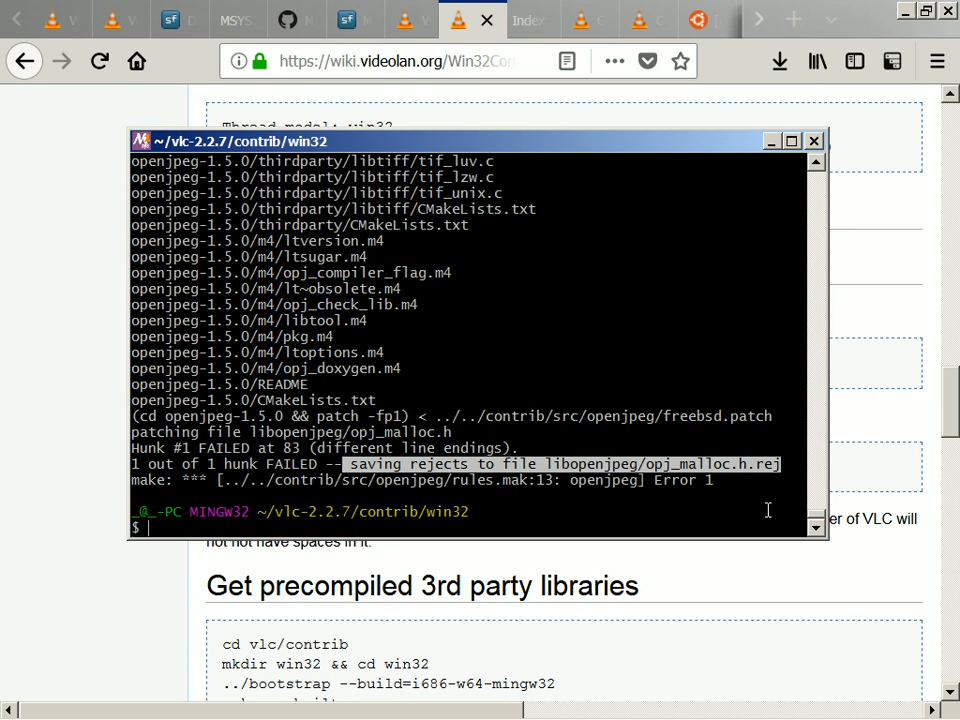 MSYS
Index
https://wiki.videolan.org/Win32Con
Thread model: win32
~/vlc-2.2.7/contrib/win32
openjpeg-1.5.0/thirdparty/libtiff/tif_luv.c
openjpeg-1.5.0/thirdparty/libtiff/tif_lzw.c
openjpeg-1.5.0/thirdparty/libtiff/tif_unix.c
openjpeg-1.5.0/thirdparty/libtiff/CMakeLists.txt
openjpeg-1.5.0/thirdparty/CMakeLists.txt
openjpeg-1.5.0/m4/ltversion.m4
openjpeg-1.5.0/m4/ltsugar.m4
openjpeg-1.5.0/m4/opj_compiler_flag.m4
openjpeg-1.5.0/m4/lt~obsolete.m4
openjpeg-1.5.0/m4/opj_check_lib.m4
openjpeg-1.5.0/m4/libtool.m4
openjpeg-1.5.0/m4/pkg.m4
openjpeg-1.5.0/m4/ltoptions.m4
openjpeg-1.5.0/m4/opj_doxygen.m4
openjpeg-1.5.0/README
openjpeg-1.5.0/CMakeLists.txt
(cd openjpeg-1.5.0 && patch -fp1) < ../../contrib/src/openjpeg/freebsd.patch
patching file libopenjpeg/opj_malloc.h
Hunk #1 FAILED at 83 (different line endings).
1 out of 1 hunk FAILED -- saving rejects to file libopenjpeg/opj_malloc.h.rej
make: *** [../../contrib/src/openjpeg/rules.mak:13: openjpeg] Error 1
_@_-PC MINGW32 ~/vlc-2.2.7/contrib/win32
$
er of VLC will
not not have spaces in it.
Get precompiled 3rd party libraries
cd vlc/contrib
mkdir win32 && cd win32
../bootstrap --build=i686-w64-mingw32